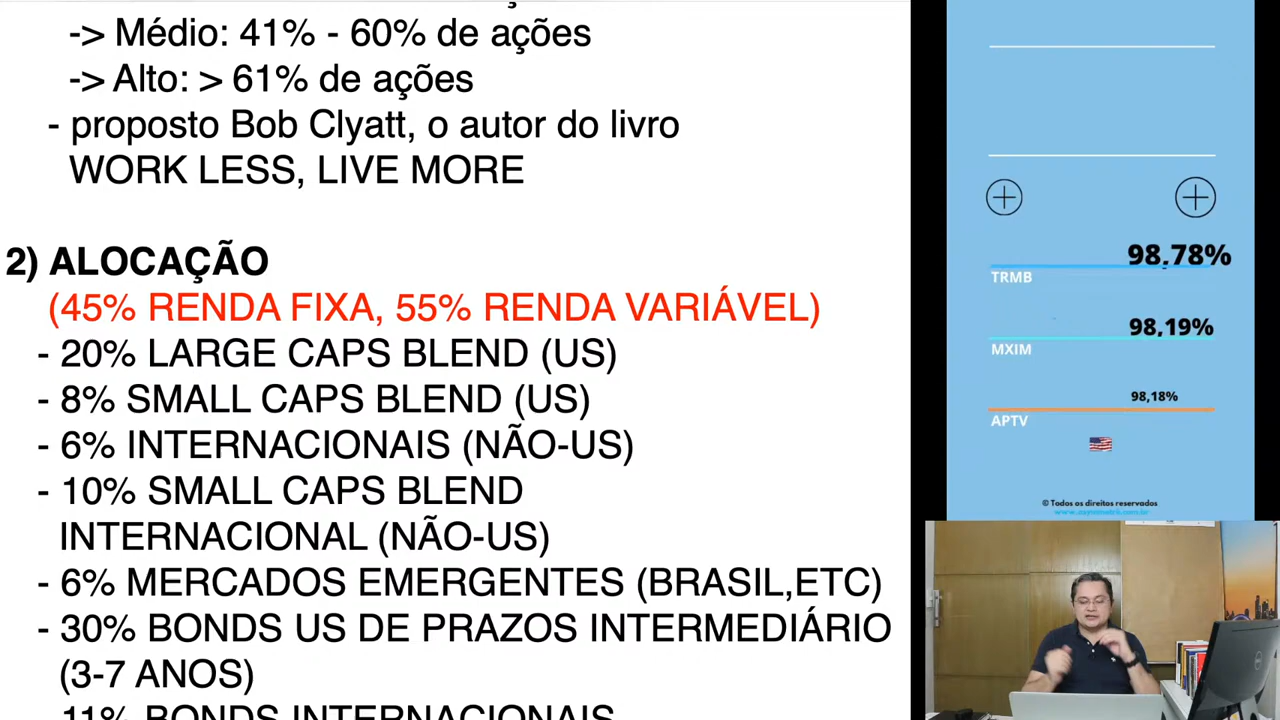 -> Médio: 41% - 60% de ações
-> Alto: > 61% de ações
- proposto Bob Clyatt, o autor do livro
WORK LESS, LIVE MORE
2) ALOCAÇÃO
(45% RENDA FIXA, 55% RENDA VARIÁVEL)
- 20% LARGE CAPS BLEND (US)
- 8% SMALL CAPS BLEND (US)
- 6% INTERNACIONAIS (NÃO-US)
- 10% SMALL CAPS BLEND
INTERNACIONAL (NÃO-US)
- 6% MERCADOS EMERGENTES (BRASIL,ETC)
- 30% BONDS US DE PRAZOS INTERMEDIÁRIO
(3-7 ANOS)
11% BONDS INTERNACIONAIS
98,78%
TRMB
98,19%
MXIM
98,18%
APTV
© Todos os direitos reservados